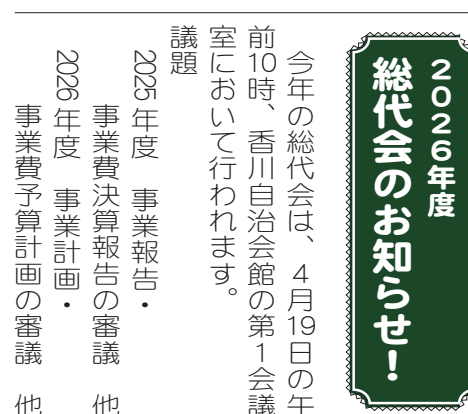 2026年度
総代会のお知らせ!
今年の総代会は、4月19日の午
前10時、香川自治会館の第1会議
室において行われます。
議題
2025年度 事業報告・
事業費決算報告の審議 他
2026年度 事業計画・
事業費予算計画の審議 他